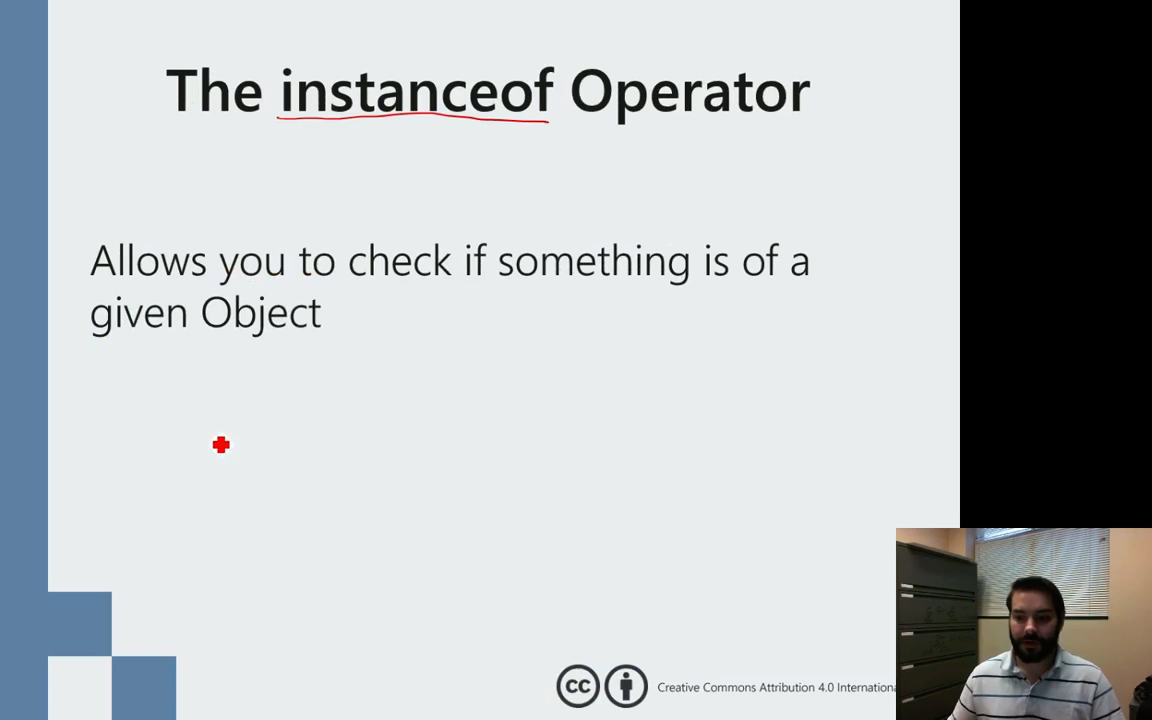 The instanceof Operator
Allows you to check if something is of a
given Object
Creative Commons Attribution 4.0 Internationa